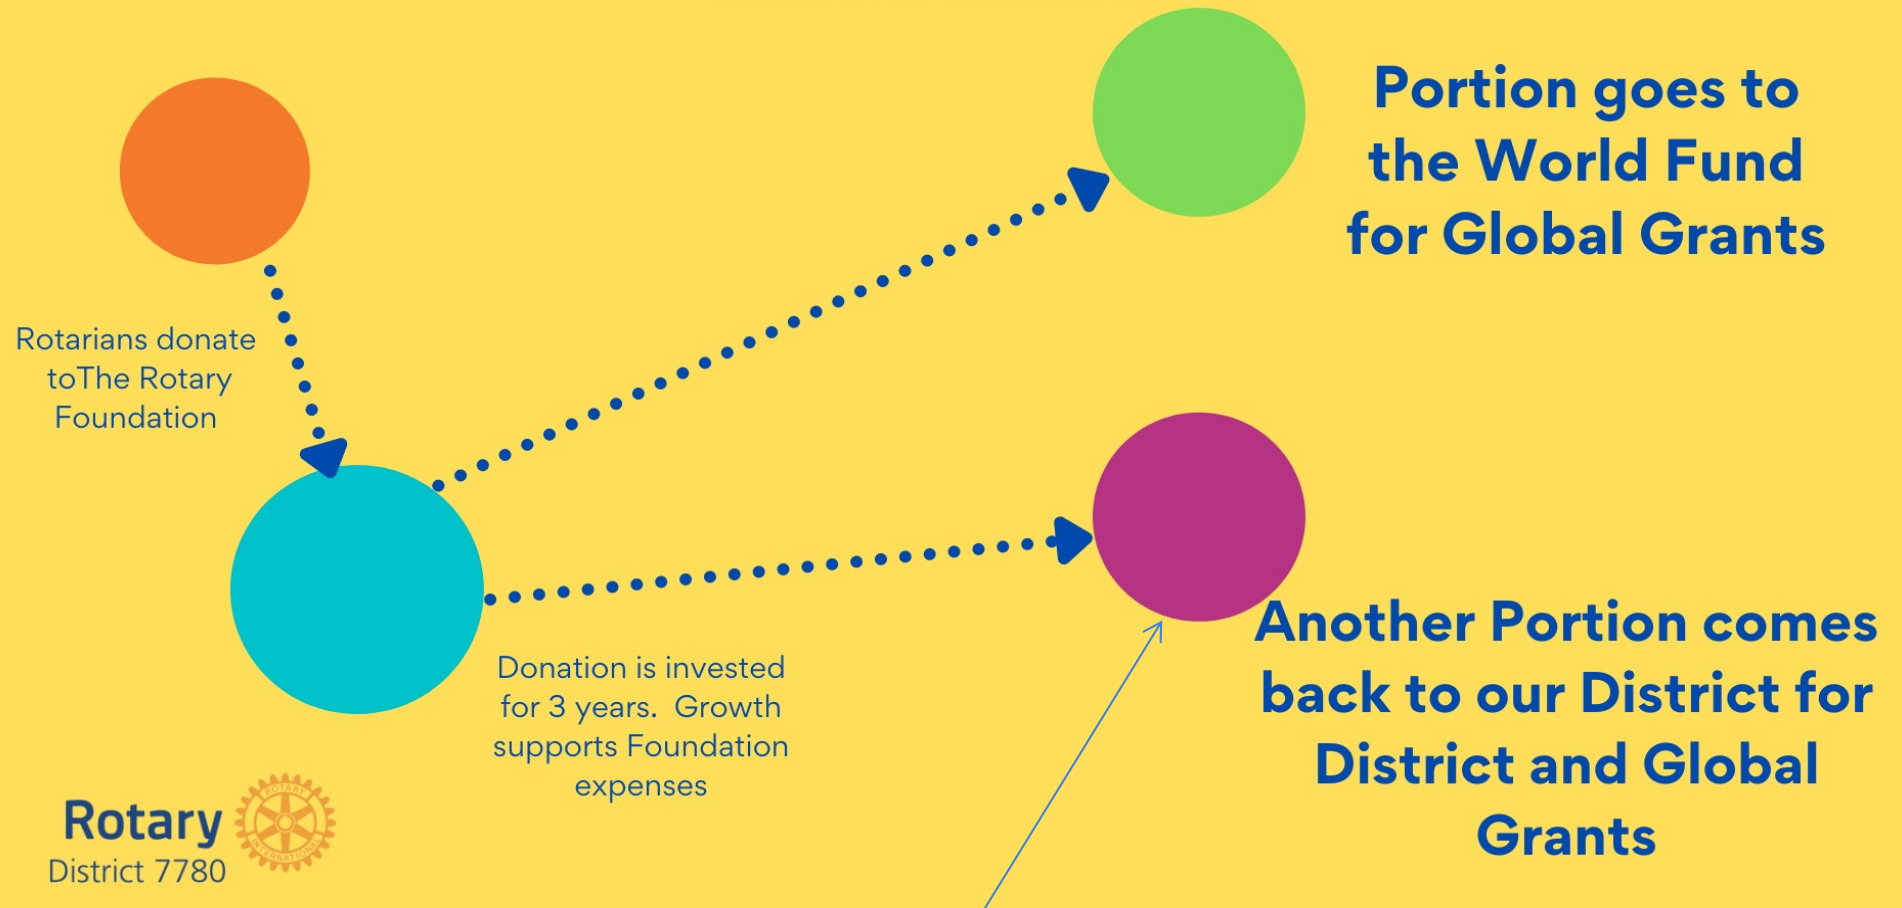 Portion goes to
the World Fund
for Global Grants
Rotarians donate
toThe Rotary
Foundation
Another Portion comes
back to our District for
District and Global
Grants
Donation is invested
for 3 years.  Growth
supports Foundation
expenses
Rotary
District 7780
ROTARY
INTERNATIONAL